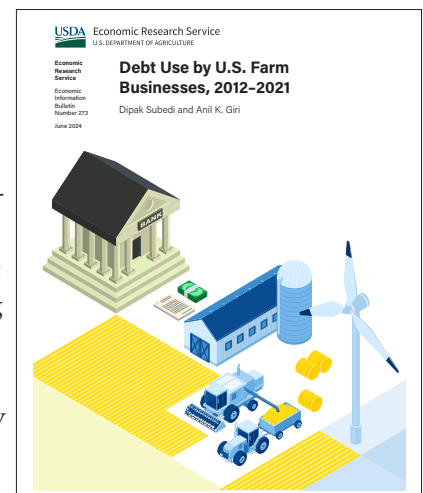 USDA Economic Research Service
U.S. DEPARTMENT OF AGRICULTURE
Economic
Research
Service
Economic
Information
Bulletin
Number 273
June 2024
Debt Use by U.S. Farm
Businesses, 2012–2021
Dipak Subedi and Anil K. Giri
BANK